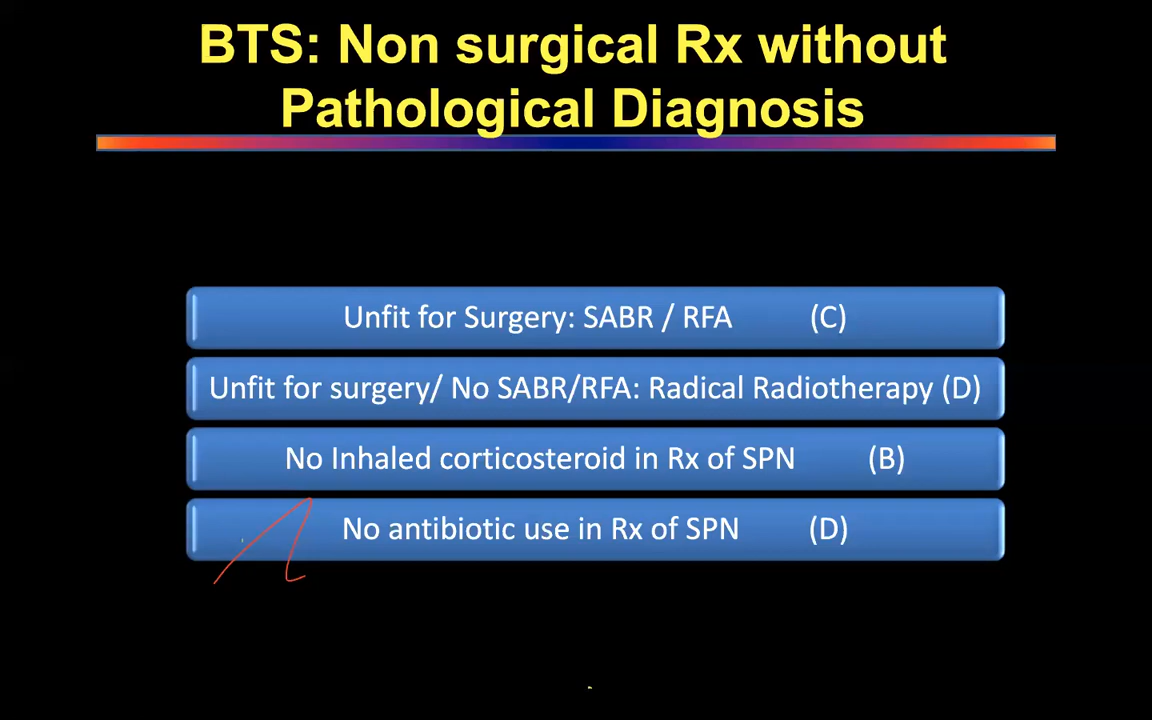 BTS: Non surgical Rx without
Pathological Diagnosis
Unfit for Surgery: SABR / RFA (C)
Unfit for surgery/ No SABR/RFA: Radical Radiotherapy (D)
No Inhaled corticosteroid in Rx of SPN (B)
No antibiotic use in Rx of SPN (D)